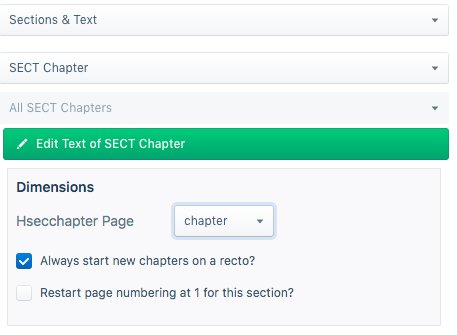 Sections & Text
SECT Chapter
All SECT Chapters
Edit Text of SECT Chapter
Dimensions
Hsecchapter Page chapter
Always start new chapters on a recto?
Restart page numbering at 1 for this section?